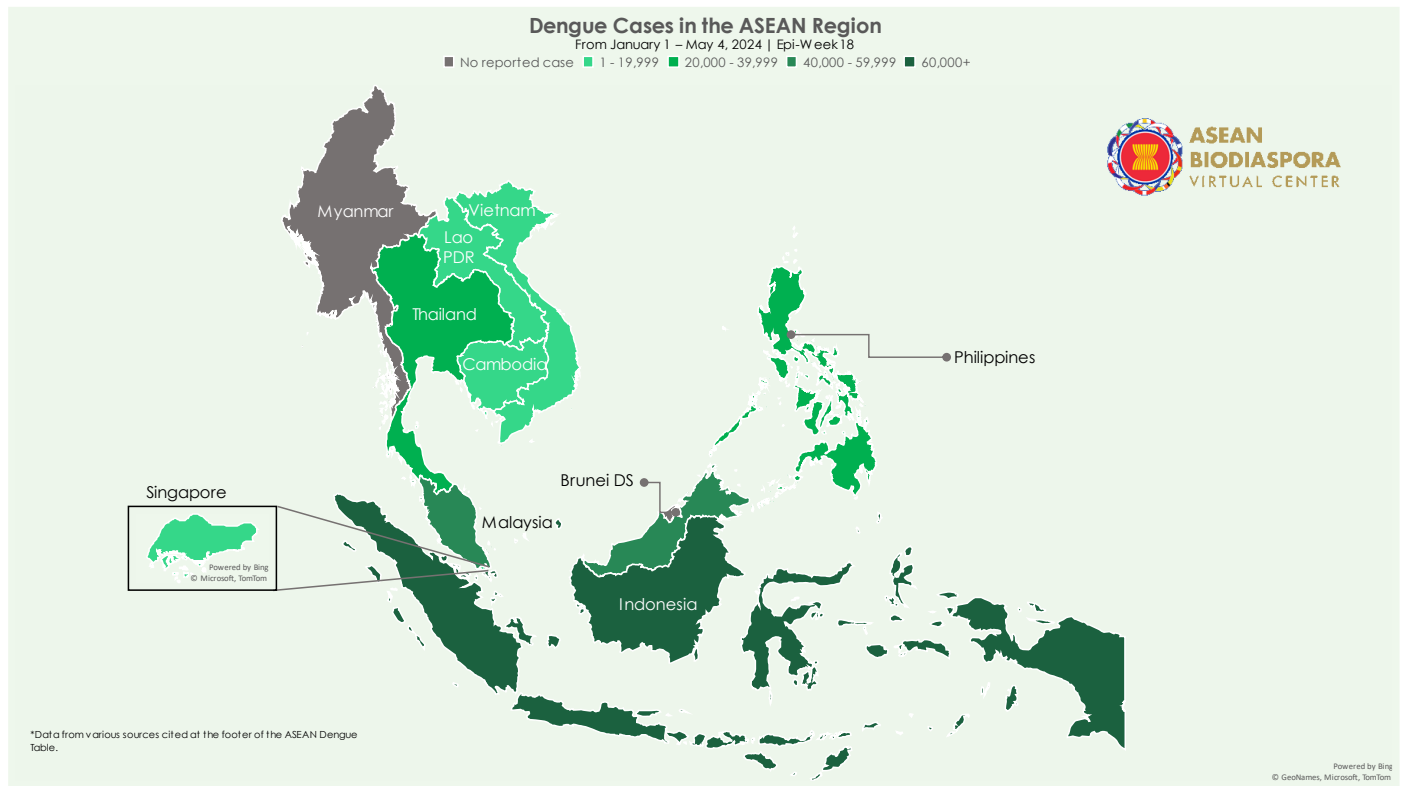 Dengue Cases in the ASEAN Region
From January 1 – May 4, 2024 | Epi-Week 18
No reported case 1 - 19,999 20,000 - 39,999 40,000 - 59,999 60,000+
ASEAN
BIODIASPORA
VIRTUAL CENTER
Myanmar
Vietnam
Lao
PDR
Thailand
Cambodia
Philippines
Brunei DS
Singapore
Malaysia
Powered by Bing
© Microsoft, TomTom
Indonesia
*Data from various sources cited at the footer of the ASEAN Dengue
Table.
Powered by Bing
© GeoNames, Microsoft, TomTom